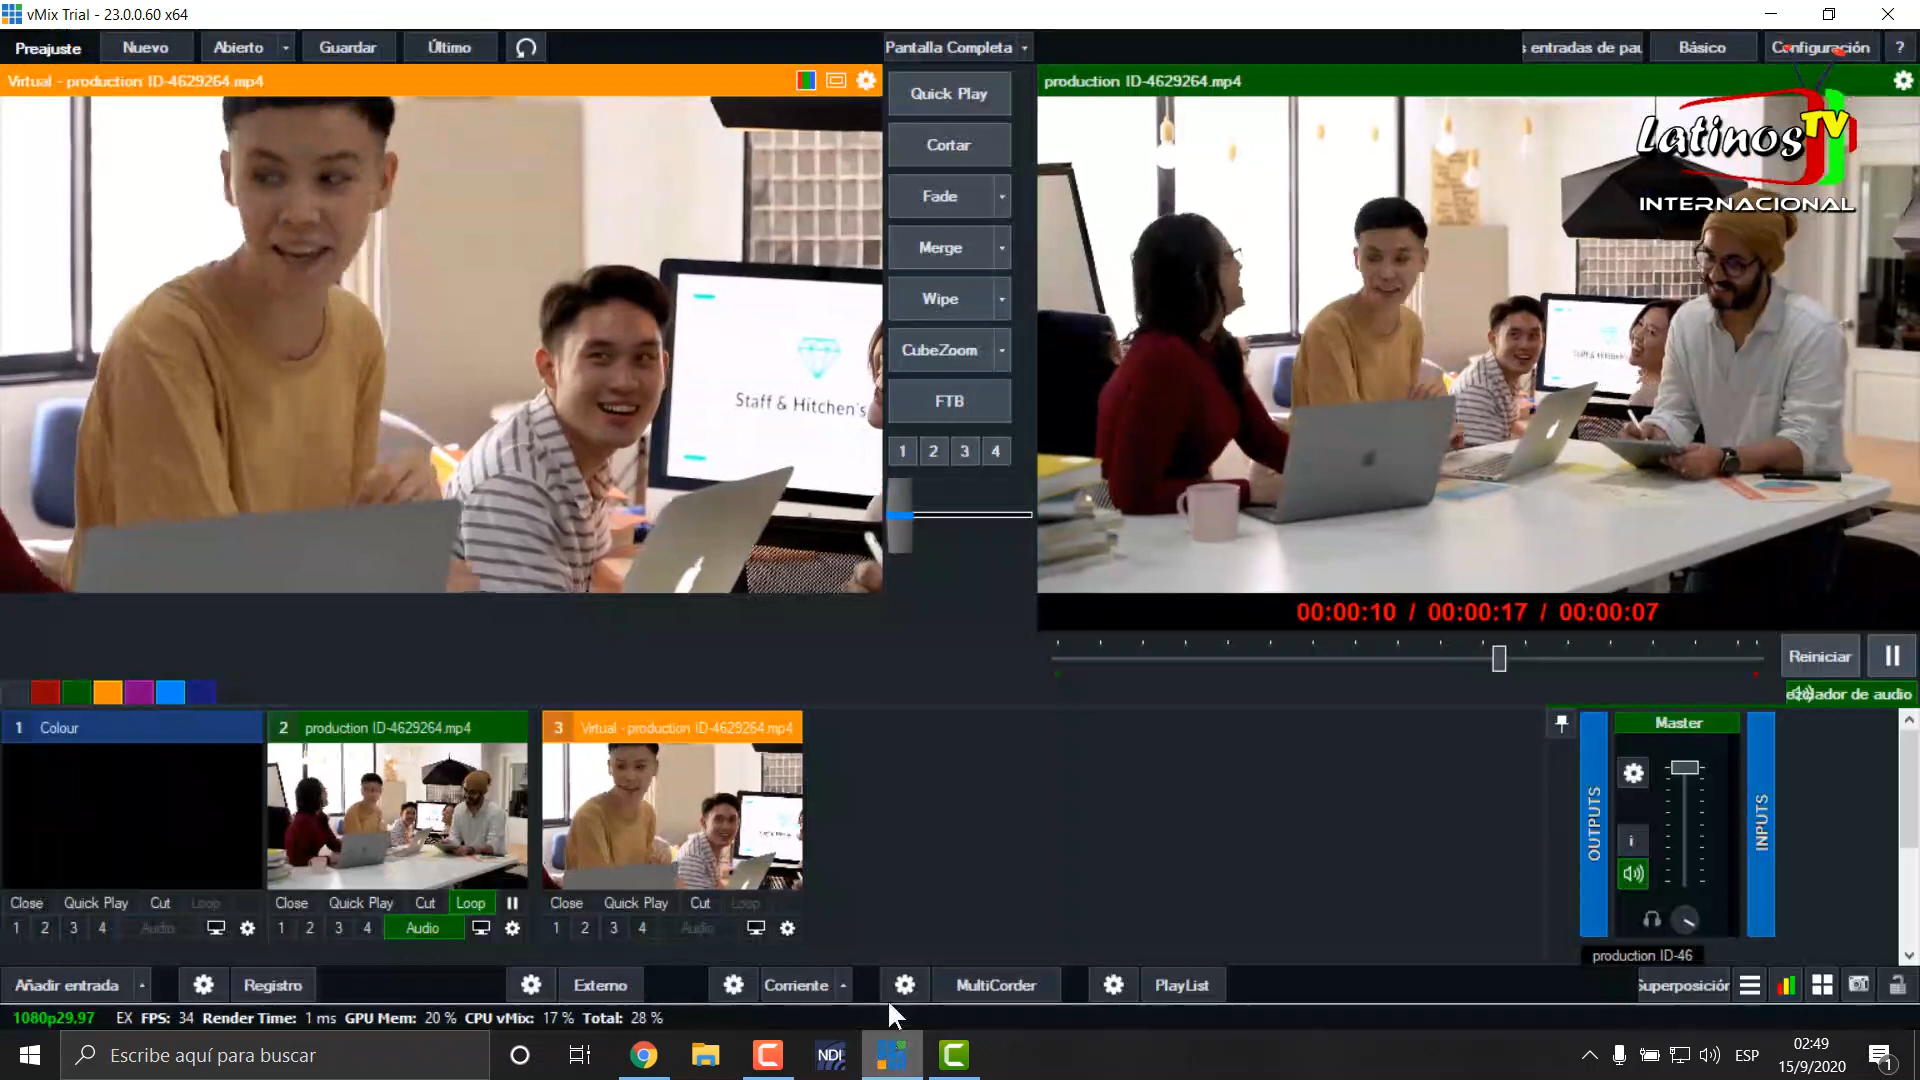 vMix Trial - 23.0.0.60 x64
Preajuste Nuevo Abierto Guardar Último Pantalla Completa s entradas de pau Básico Configuración ?
Virtual - production ID-4629264.mp4
production ID-4629264.mp4
Quick Play
Cortar
Fade
Merge
Wipe
CubeZoom
FTB
1 2 3 4
Latinos TV
INTERNACIONAL
Staff & Hitchen's
00:00:10 / 00:00:17 / 00:00:07
Reiniciar
ezclador de audio
1 Colour
2 production ID-4629264.mp4
3 Virtual - production ID-4629264.mp4
Close Quick Play Cut Loop
1 2 3 4 Audio
Close Quick Play Cut Loop
1 2 3 4 Audio
Close Quick Play Cut Loop
1 2 3 4 Audio
OUTPUTS
Master
i
INPUTS
production ID-46
Añadir entrada Registro Externo Corriente MultiCorder PlayList Superposición
1080p29.97 EX FPS: 34 Render Time: 1 ms GPU Mem: 20 % CPU vMix: 17 % Total: 28 %
Escribe aquí para buscar
NDI
ESP
02:49
15/9/2020
1